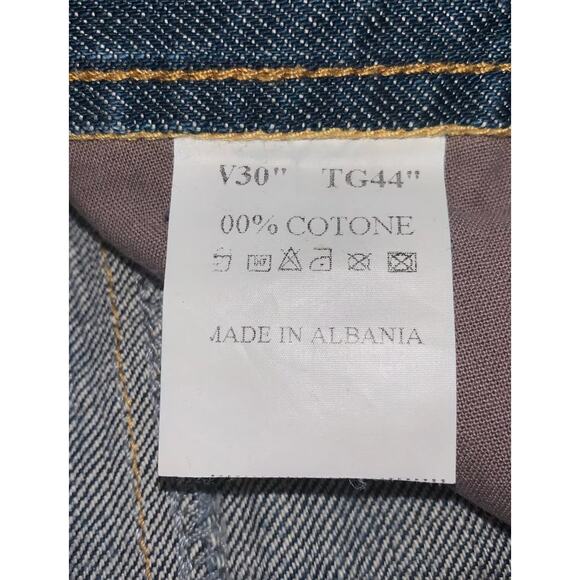 V30" TG44"
00% COTONE
MADE IN ALBANIA